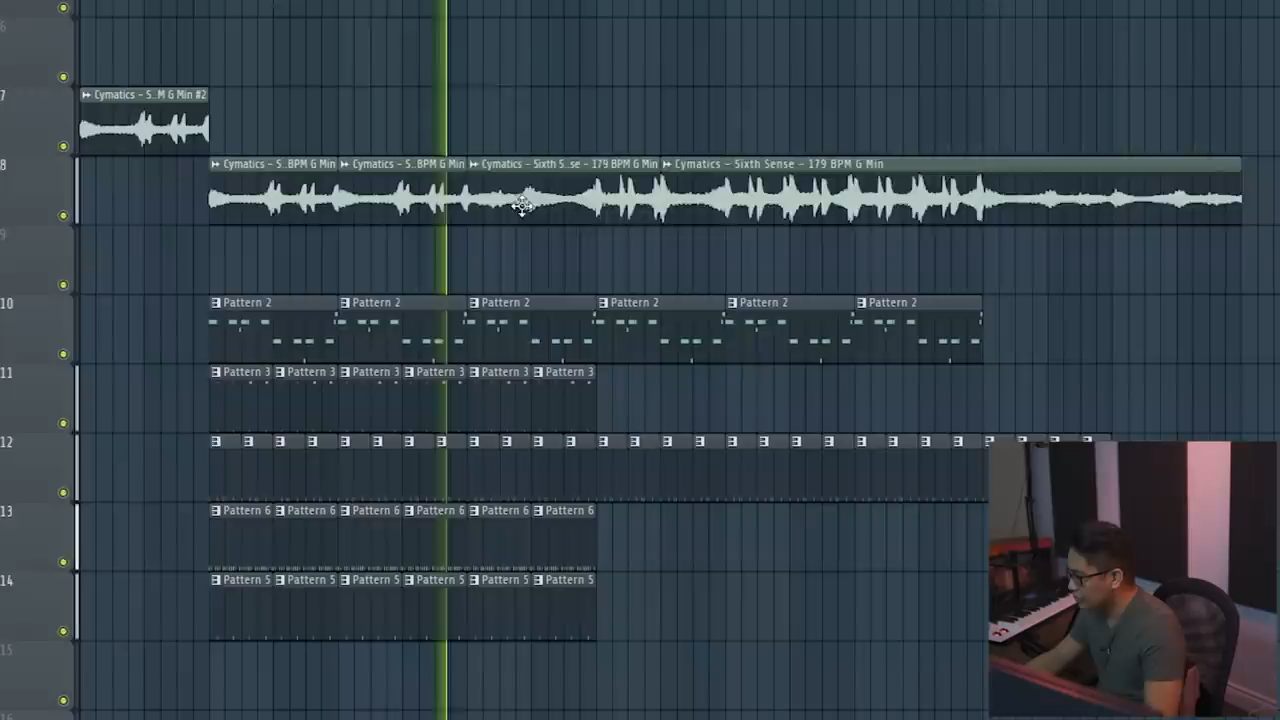 6
7
Cymatics - S..M G Min #2
8
Cymatics - S..BPM G Min
Cymatics - S..BPM G Min
Cymatics - Sixth S..se - 179 BPM G Min
Cymatics - Sixth Sense - 179 BPM G Min
9
10
Pattern 2
Pattern 2
Pattern 2
Pattern 2
Pattern 2
Pattern 2
11
Pattern 3
Pattern 3
Pattern 3
Pattern 3
Pattern 3
Pattern 3
12
13
Pattern 6
Pattern 6
Pattern 6
Pattern 6
Pattern 6
Pattern 6
14
Pattern 5
Pattern 5
Pattern 5
Pattern 5
Pattern 5
Pattern 5
15